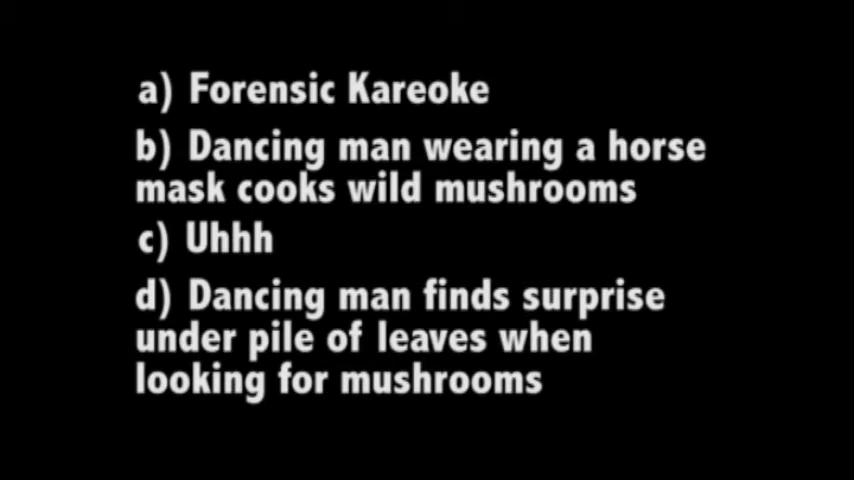 a) Forensic Kareoke
b) Dancing man wearing a horse
mask cooks wild mushrooms
c) Uhhh
d) Dancing man finds surprise
under pile of leaves when
looking for mushrooms